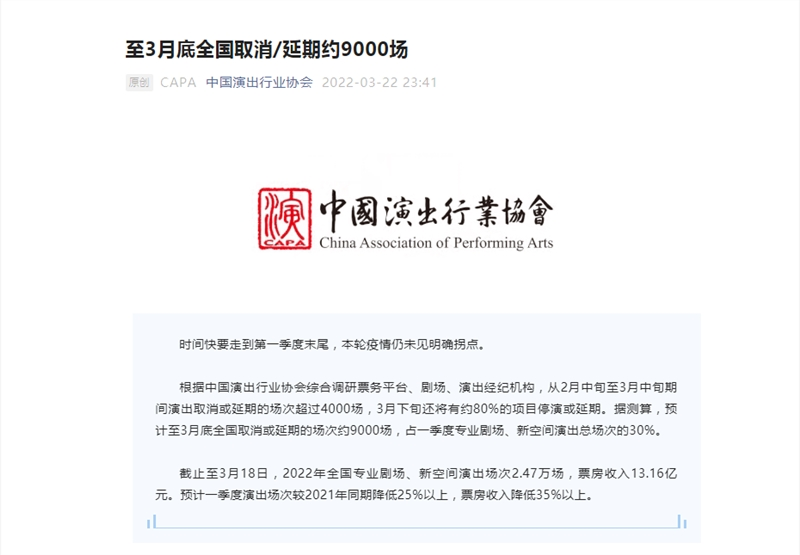 至3月底全国取消/延期约9000场
原创 CAPA 中国演出行业协会 2022-03-22 23:41
演
CAPA
中國演出行業協會
China Association of Performing Arts
时间快要走到第一季度末尾，本轮疫情仍未见明确拐点。
根据中国演出行业协会综合调研票务平台、剧场、演出经纪机构，从2月中旬至3月中旬期
间演出取消或延期的场次超过4000场，3月下旬还将有约80%的项目停演或延期。据测算，预
计至3月底全国取消或延期的场次约9000场，占一季度专业剧场、新空间演出总场次的30%。
截止至3月18日，2022年全国专业剧场、新空间演出场次2.47万场，票房收入13.16亿
元。预计一季度演出场次较2021年同期降低25%以上，票房收入降低35%以上。